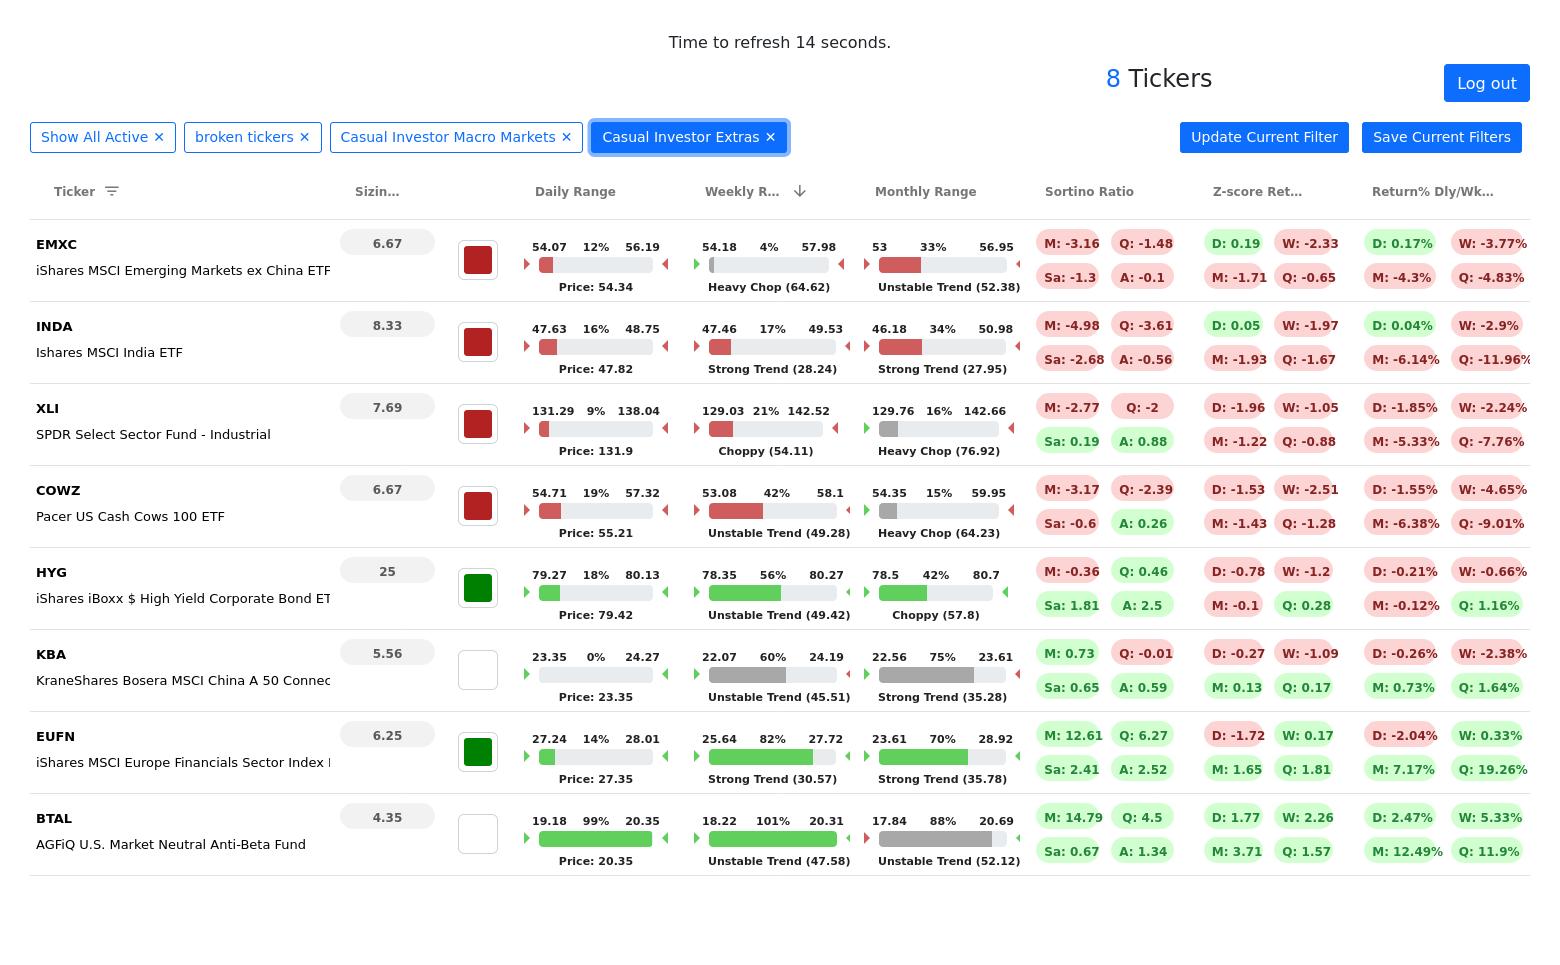 Time to refresh 14 seconds.
8 Tickers
Log out
Show All Active ✕ broken tickers ✕ Casual Investor Macro Markets ✕ Casual Investor Extras ✕ Update Current Filter Save Current Filters
Ticker Sizin... Daily Range Weekly R... Monthly Range Sortino Ratio Z-score Ret... Return% Dly/Wk...
EMXC 6.67 54.07 12% 56.19 54.18 4% 57.98 53 33% 56.95 M: -3.16 Q: -1.48 D: 0.19 W: -2.33 D: 0.17% W: -3.77%
iShares MSCI Emerging Markets ex China ETF Sa: -1.3 A: -0.1 M: -1.71 Q: -0.65 M: -4.3% Q: -4.83%
Price: 54.34 Heavy Chop (64.62) Unstable Trend (52.38)
INDA 8.33 47.63 16% 48.75 47.46 17% 49.53 46.18 34% 50.98 M: -4.98 Q: -3.61 D: 0.05 W: -1.97 D: 0.04% W: -2.9%
Ishares MSCI India ETF Sa: -2.68 A: -0.56 M: -1.93 Q: -1.67 M: -6.14% Q: -11.96%
Price: 47.82 Strong Trend (28.24) Strong Trend (27.95)
XLI 7.69 131.29 9% 138.04 129.03 21% 142.52 129.76 16% 142.66 M: -2.77 Q: -2 D: -1.96 W: -1.05 D: -1.85% W: -2.24%
SPDR Select Sector Fund - Industrial Sa: 0.19 A: 0.88 M: -1.22 Q: -0.88 M: -5.33% Q: -7.76%
Price: 131.9 Choppy (54.11) Heavy Chop (76.92)
COWZ 6.67 54.71 19% 57.32 53.08 42% 58.1 54.35 15% 59.95 M: -3.17 Q: -2.39 D: -1.53 W: -2.51 D: -1.55% W: -4.65%
Pacer US Cash Cows 100 ETF Sa: -0.6 A: 0.26 M: -1.43 Q: -1.28 M: -6.38% Q: -9.01%
Price: 55.21 Unstable Trend (49.28) Heavy Chop (64.23)
HYG 25 79.27 18% 80.13 78.35 56% 80.27 78.5 42% 80.7 M: -0.36 Q: 0.46 D: -0.78 W: -1.2 D: -0.21% W: -0.66%
iShares iBoxx $ High Yield Corporate Bond ET Sa: 1.81 A: 2.5 M: -0.1 Q: 0.28 M: -0.12% Q: 1.16%
Price: 79.42 Unstable Trend (49.42) Choppy (57.8)
KBA 5.56 23.35 0% 24.27 22.07 60% 24.19 22.56 75% 23.61 M: 0.73 Q: -0.01 D: -0.27 W: -1.09 D: -0.26% W: -2.38%
KraneShares Bosera MSCI China A 50 Connec Sa: 0.65 A: 0.59 M: 0.13 Q: 0.17 M: 0.73% Q: 1.64%
Price: 23.35 Unstable Trend (45.51) Strong Trend (35.28)
EUFN 6.25 27.24 14% 28.01 25.64 82% 27.72 23.61 70% 28.92 M: 12.61 Q: 6.27 D: -1.72 W: 0.17 D: -2.04% W: 0.33%
iShares MSCI Europe Financials Sector Index Sa: 2.41 A: 2.52 M: 1.65 Q: 1.81 M: 7.17% Q: 19.26%
Price: 27.35 Strong Trend (30.57) Strong Trend (35.78)
BTAL 4.35 19.18 99% 20.35 18.22 101% 20.31 17.84 88% 20.69 M: 14.79 Q: 4.5 D: 1.77 W: 2.26 D: 2.47% W: 5.33%
AGFiQ U.S. Market Neutral Anti-Beta Fund Sa: 0.67 A: 1.34 M: 3.71 Q: 1.57 M: 12.49% Q: 11.9%
Price: 20.35 Unstable Trend (47.58) Unstable Trend (52.12)